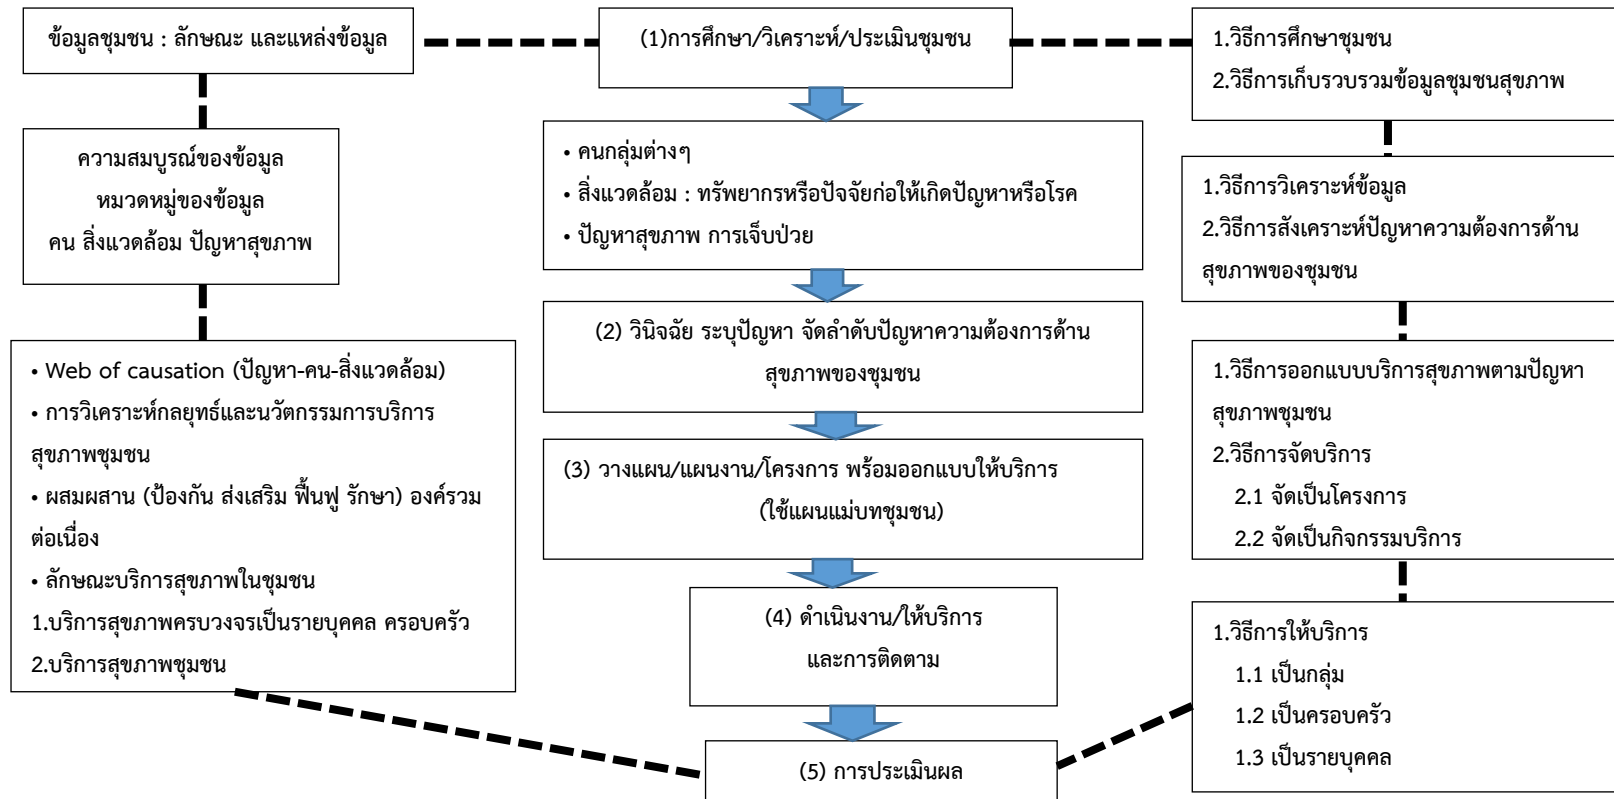 ข้อมูลชุมชน : ลักษณะ และแหล่งข้อมูล
(1)การศึกษา/วิเคราะห์/ประเมินชุมชน
1.วิธีการศึกษาชุมชน
2.วิธีการเก็บรวบรวมข้อมูลชุมชนสุขภาพ
ความสมบูรณ์ของข้อมูล
หมวดหมู่ของข้อมูล
คน สิ่งแวดล้อม ปัญหาสุขภาพ
• คนกลุ่มต่างๆ
• สิ่งแวดล้อม : ทรัพยากรหรือปัจจัยก่อให้เกิดปัญหาหรือโรค
• ปัญหาสุขภาพ การเจ็บป่วย
1.วิธีการวิเคราะห์ข้อมูล
2.วิธีการสังเคราะห์ปัญหาความต้องการด้าน
สุขภาพของชุมชน
(2) วินิจฉัย ระบุปัญหา จัดลำดับปัญหาความต้องการด้าน
สุขภาพของชุมชน
• Web of causation (ปัญหา-คน-สิ่งแวดล้อม)
• การวิเคราะห์กลยุทธ์และนวัตกรรมการบริการ
สุขภาพชุมชน
• ผสมผสาน (ป้องกัน ส่งเสริม ฟื้นฟู รักษา) องค์รวม
ต่อเนื่อง
• ลักษณะบริการสุขภาพในชุมชน
1.บริการสุขภาพครบวงจรเป็นรายบุคคล ครอบครัว
2.บริการสุขภาพชุมชน
(3) วางแผน/แผนงาน/โครงการ พร้อมออกแบบให้บริการ
(ใช้แผนแม่บทชุมชน)
1.วิธีการออกแบบบริการสุขภาพตามปัญหา
สุขภาพชุมชน
2.วิธีการจัดบริการ
2.1 จัดเป็นโครงการ
2.2 จัดเป็นกิจกรรมบริการ
(4) ดำเนินงาน/ให้บริการ
และการติดตาม
1.วิธีการให้บริการ
1.1 เป็นกลุ่ม
1.2 เป็นครอบครัว
1.3 เป็นรายบุคคล
(5) การประเมินผล